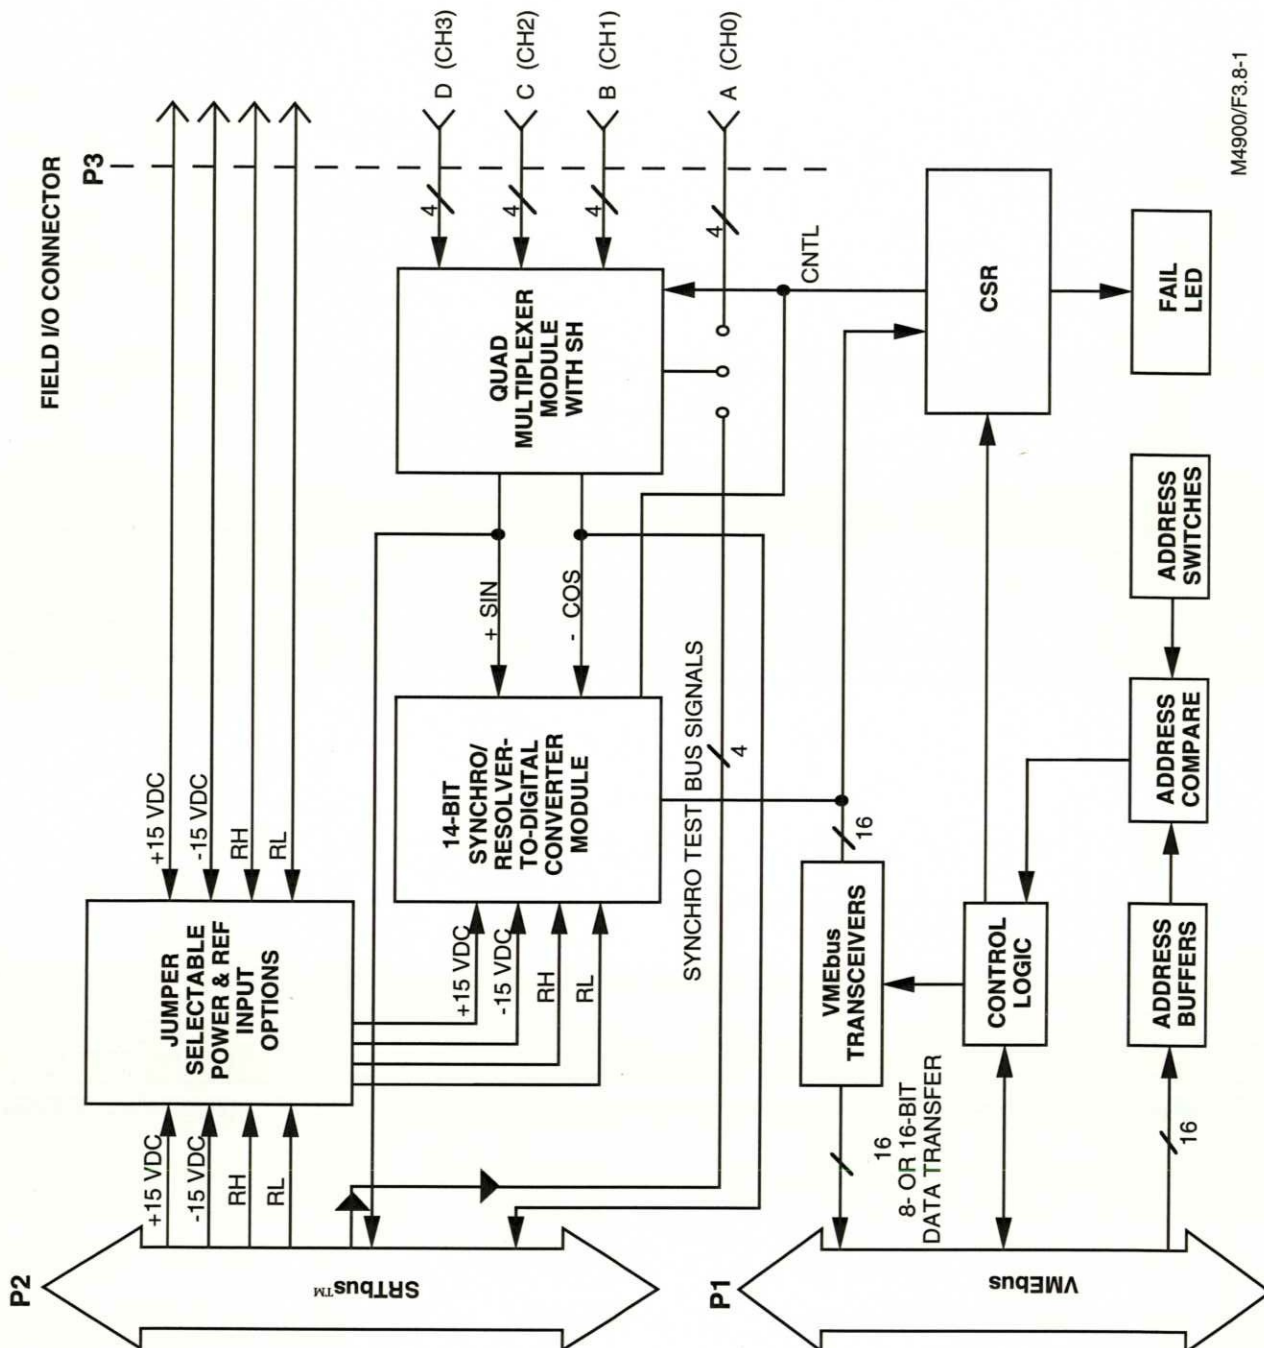 FIELD I/O CONNECTOR
P3
D (CH3)
C (CH2)
B (CH1)
A (CH0)
4
4
4
4
+15 VDC
-15 VDC
RH
RL
JUMPER
SELECTABLE
POWER & REF
INPUT
OPTIONS
+15 VDC
-15 VDC
RH
RL
+15 VDC
-15 VDC
RH
RL
P2
SRTbus™
QUAD
MULTIPLEXER
MODULE
WITH SH
+ SIN
- COS
14-BIT
SYNCHRO/
RESOLVER-
TO-DIGITAL
CONVERTER
MODULE
SYNCHRO TEST BUS SIGNALS
4
CNTL
CSR
FAIL
LED
VMEbus
TRANSCEIVERS
16
16
8- OR 16-BIT
DATA TRANSFER
CONTROL
LOGIC
ADDRESS
SWITCHES
ADDRESS
COMPARE
ADDRESS
BUFFERS
16
P1
VMEbus
M4900/F3.8-1